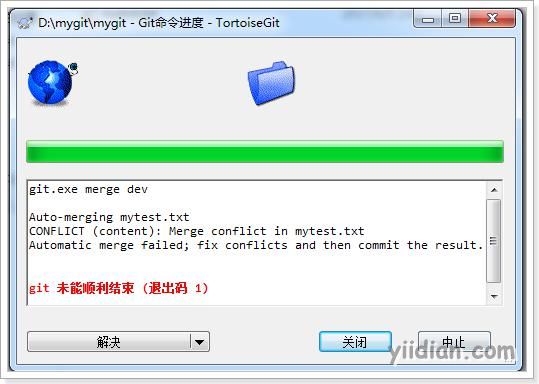 D:\mygit\mygit - Git命令进度 - TortoiseGit
git.exe merge dev
Auto-merging mytest.txt
CONFLICT (content): Merge conflict in mytest.txt
Automatic merge failed; fix conflicts and then commit the result.
git 未能顺利结束 (退出码 1)
解决 关闭 中止
yiidian.com